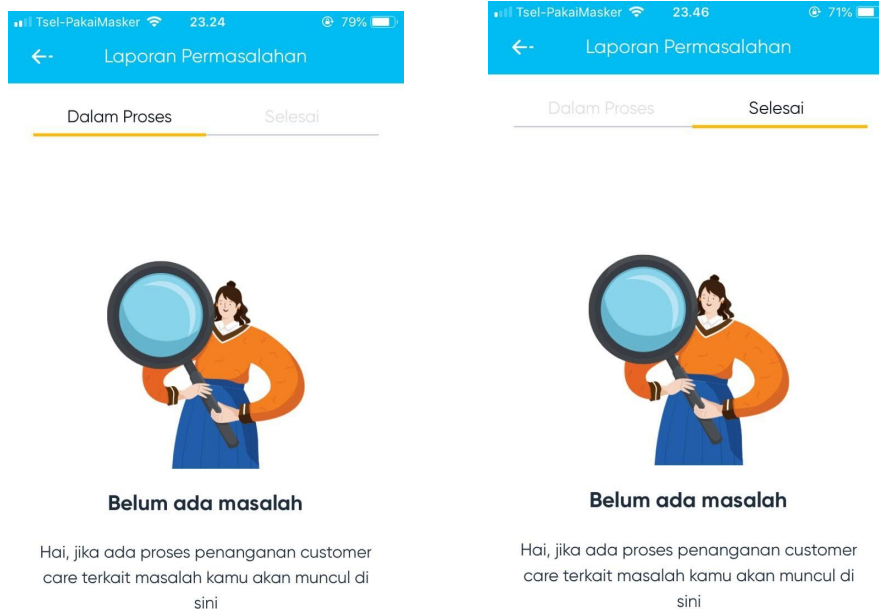 Tsel-PakaiMasker 23.24 79%
Laporan Permasalahan
Dalam Proses Selesai
Belum ada masalah
Hai, jika ada proses penanganan customer
care terkait masalah kamu akan muncul di
sini
Tsel-PakaiMasker 23.46 71%
Laporan Permasalahan
Dalam Proses Selesai
Belum ada masalah
Hai, jika ada proses penanganan customer
care terkait masalah kamu akan muncul di
sini